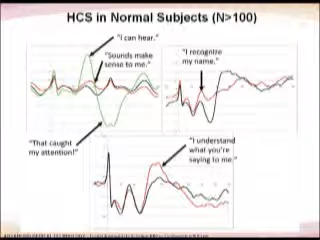 HCS in Normal Subjects (N>100)
"I can hear."
"Sounds make
sense to me."
"I recognize
my name."
"That caught
my attention!"
"I understand
what you're
saying to me."